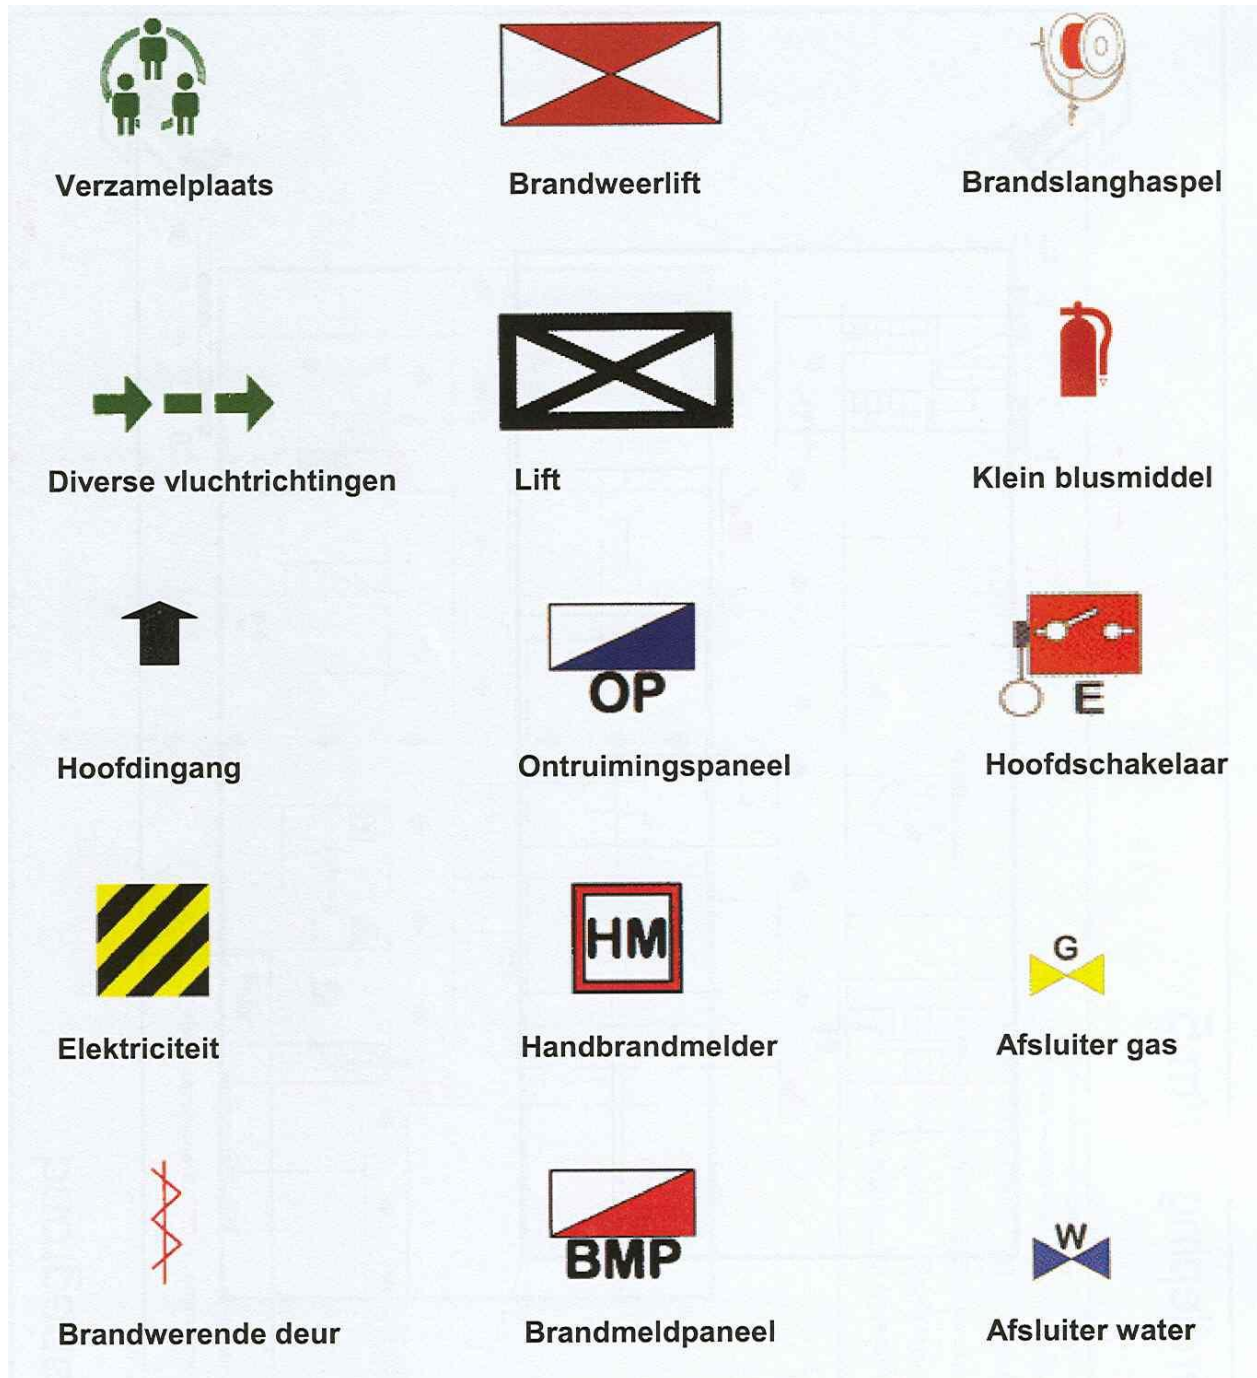 Verzamelplaats
Brandweerlift
Brandslanghaspel
Diverse vluchtrichtingen
Lift
Klein blusmiddel
Hoofdingang
OP
Ontruimingspaneel
E
Hoofdschakelaar
Elektriciteit
HM
Handbrandmelder
G
Afsluiter gas
Brandwerende deur
BMP
Brandmeldpaneel
W
Afsluiter water